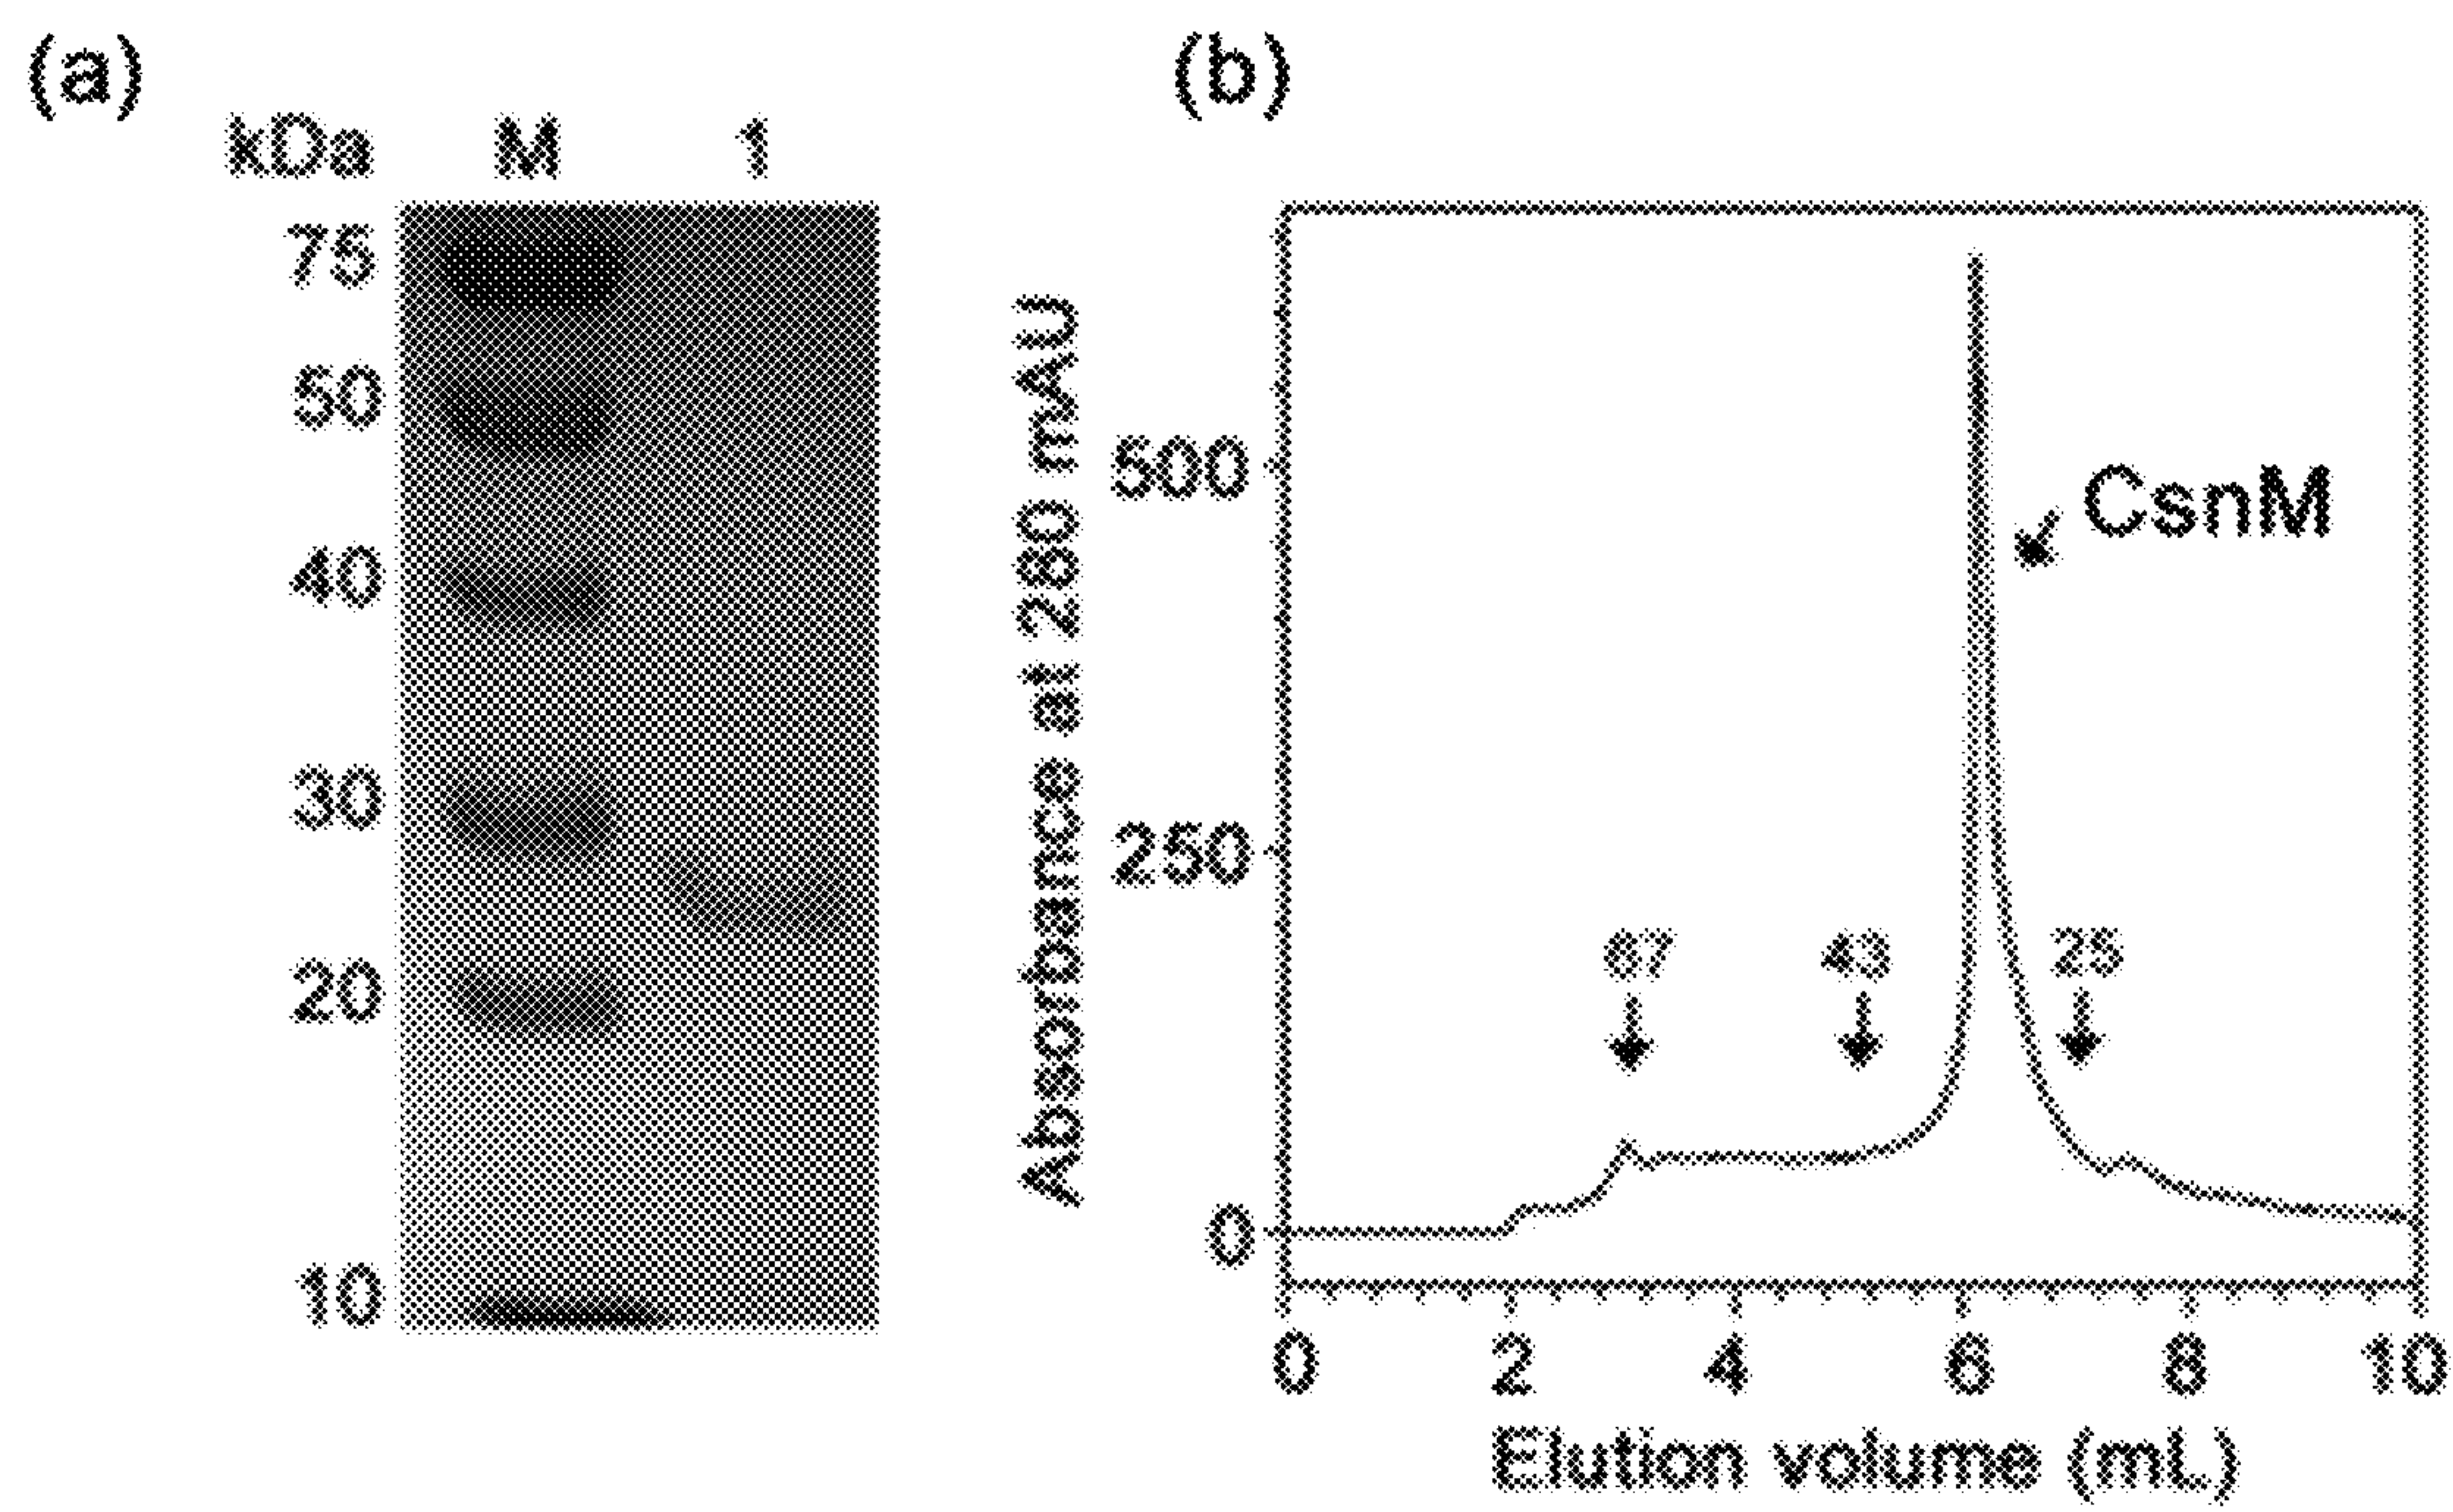 (a)
kDa M 1
75
50
40
30
20
10
(b)
Absorbance at 280 mAU
500
250
0
CsnM
67 43 25
0 2 4 6 8 10
Elution volume (mL)